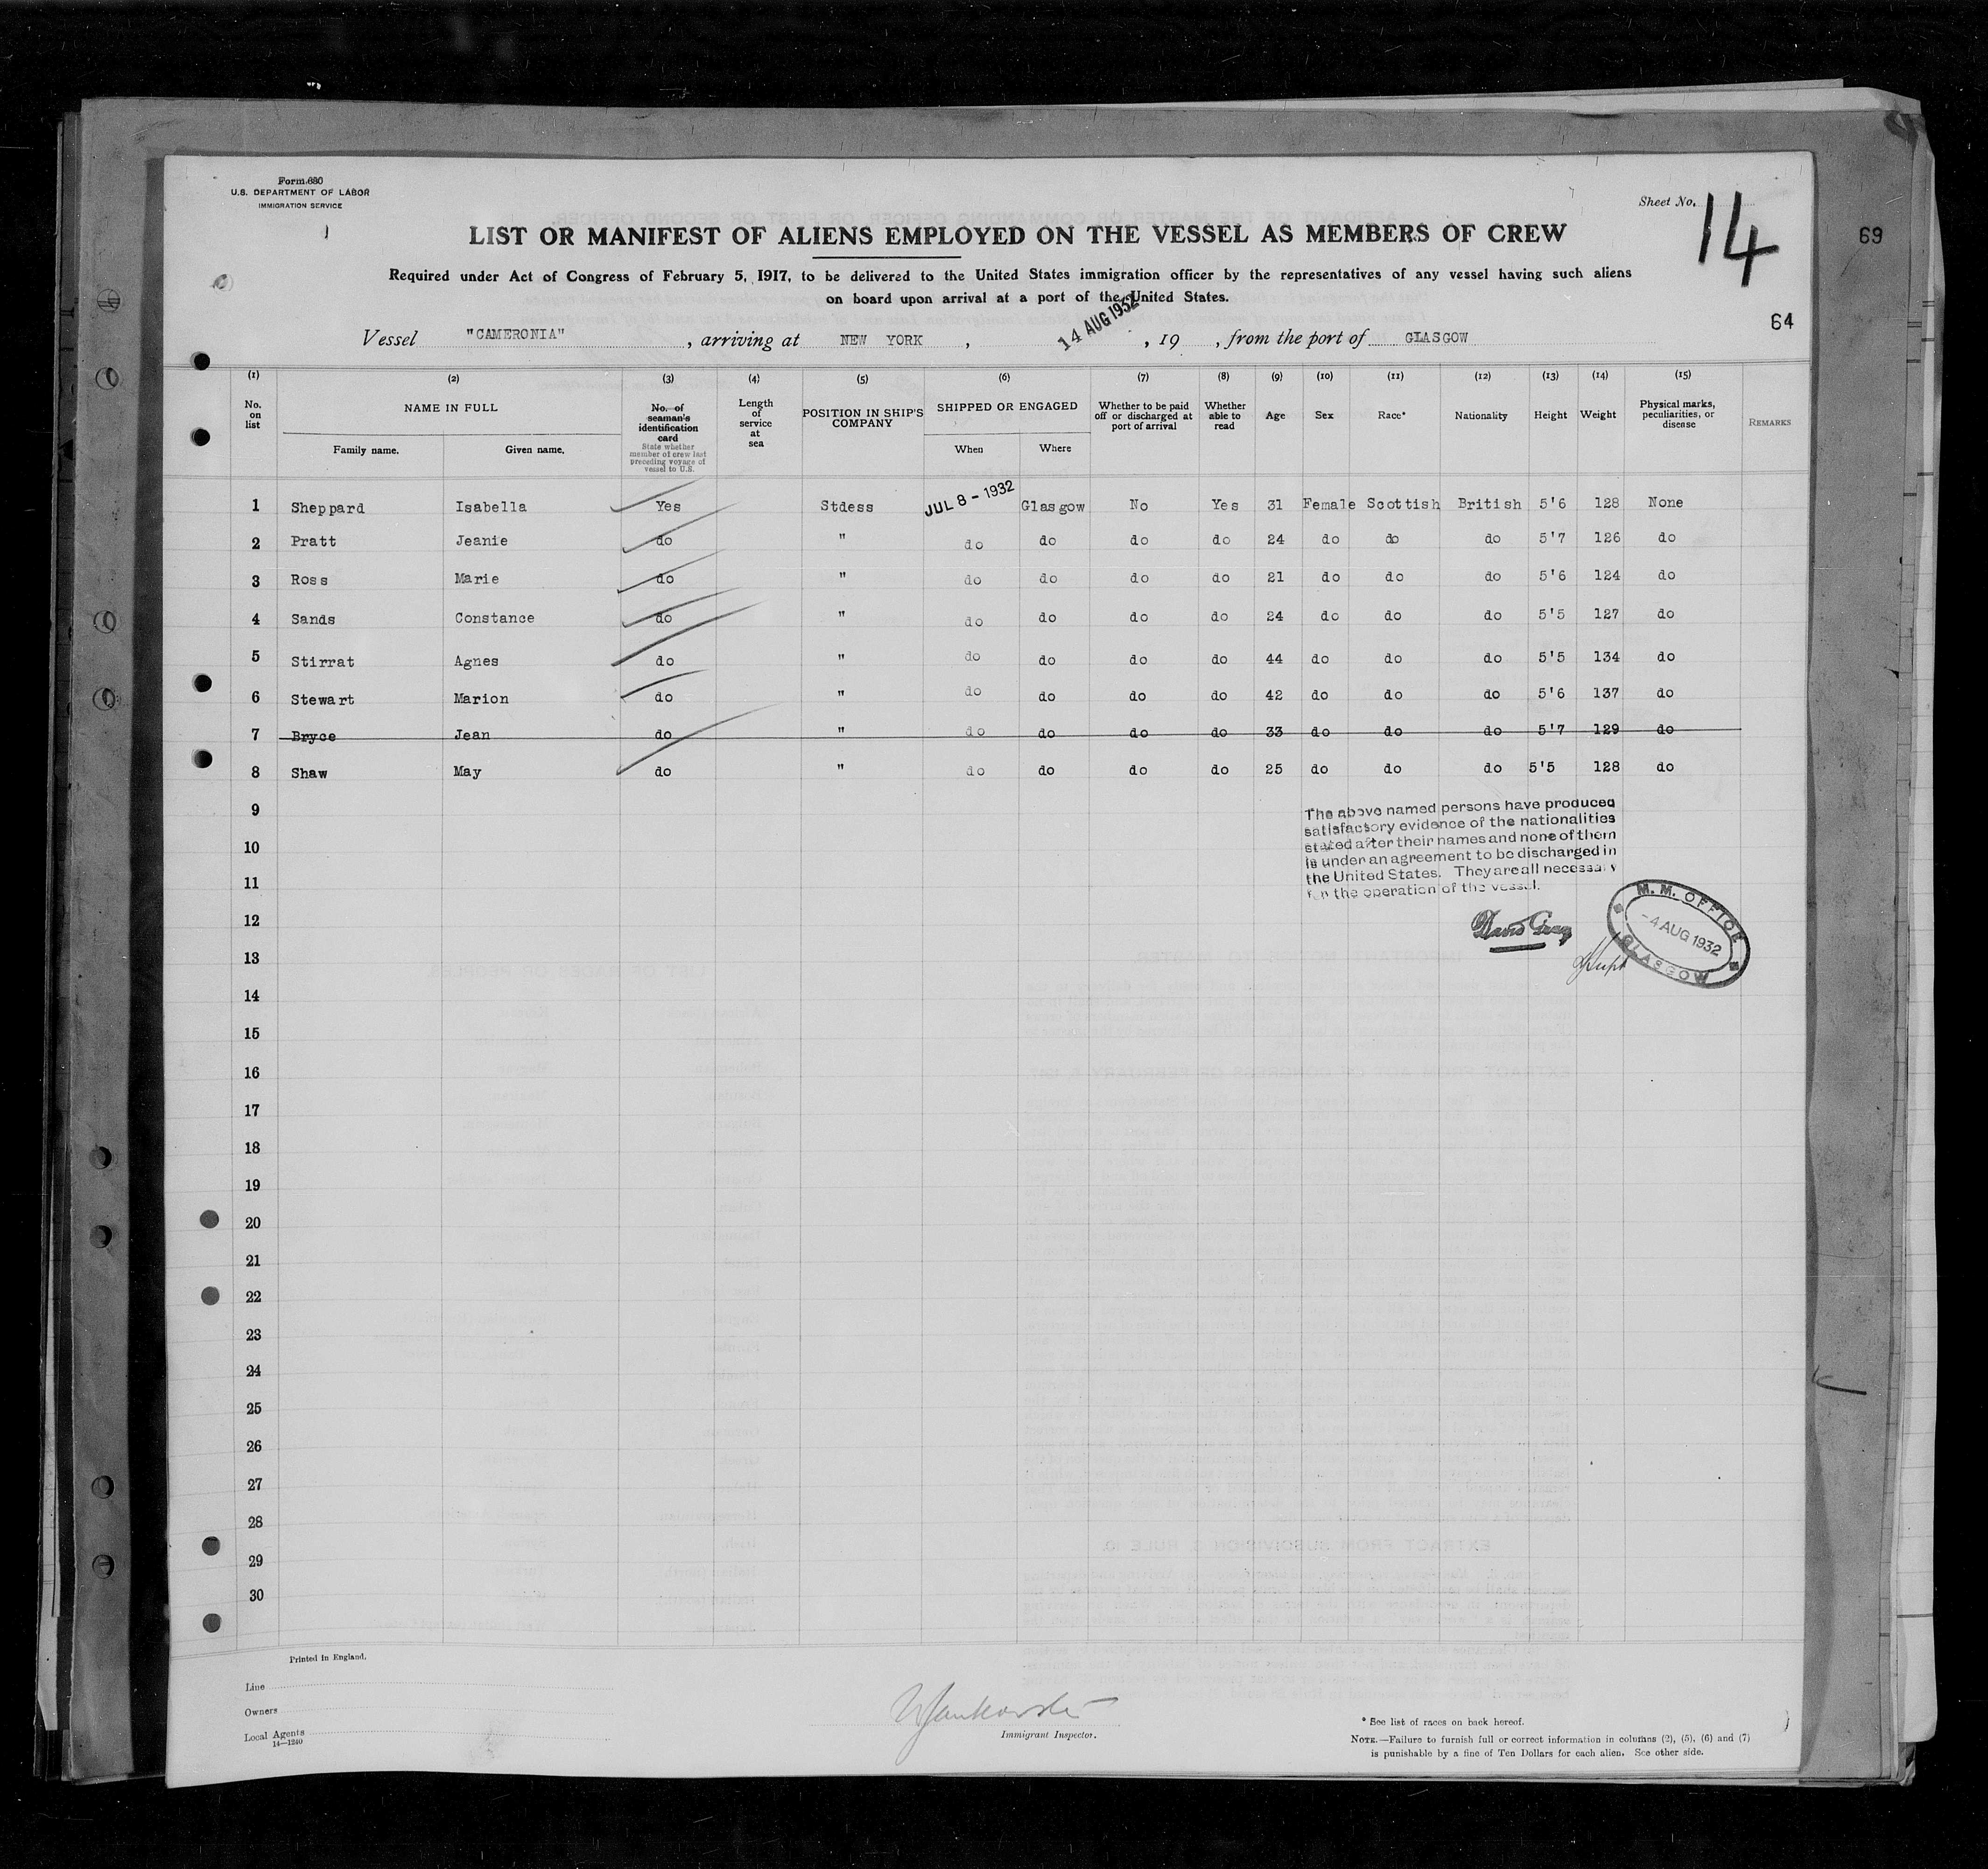 Form 680
U.S. DEPARTMENT OF LABOR
IMMIGRATION SERVICE
Sheet No. 14
69
LIST OR MANIFEST OF ALIENS EMPLOYED ON THE VESSEL AS MEMBERS OF CREW
Required under Act of Congress of February 5, 1917, to be delivered to the United States immigration officer by the representatives of any vessel having such aliens
on board upon arrival at a port of the United States.
64
Vessel "CAMERONIA" , arriving at NEW YORK , 14 AUG 1932 , 19 , from the port of GLASGOW
(1) (2) (3) (4) (5) (6) (7) (8) (9) (10) (11) (12) (13) (14) (15)
No. on list NAME IN FULL Family name. Given name. No. of seaman's identification card State whether member of crew last preceding voyage of vessel to U.S. Length of service at sea POSITION IN SHIP'S COMPANY SHIPPED OR ENGAGED When Where Whether to be paid off or discharged at port of arrival Whether able to read Age Sex Race* Nationality Height Weight Physical marks, peculiarities, or disease REMARKS
1 Sheppard Isabella Yes Stdess JUL 8 - 1932 Glasgow No Yes 31 Female Scottish British 5'6 128 None
2 Pratt Jeanie do " do do do do 24 do do do 5'7 126 do
3 Ross Marie do " do do do do 21 do do do 5'6 124 do
4 Sands Constance do " do do do do 24 do do do 5'5 127 do
5 Stirrat Agnes do " do do do do 44 do do do 5'5 134 do
6 Stewart Marion do " do do do do 42 do do do 5'6 137 do
7 Bryce Jean do " do do do do 33 do do do 5'7 129 do
8 Shaw May do " do do do do 25 do do do 5'5 128 do
9
The above named persons have produced
satisfactory evidence of the nationalities
stated after their names and none of them
10
is under an agreement to be discharged in
the United States. They are all necessary
11
for the operation of the vessel.
12
M. M. OFFICE
-4 AUG 1932
GLASGOW
David Gray
13
Supt
14
15
16
17
18
19
20
21
22
23
24
25
26
27
28
29
30
Printed in England.
Line
Owners
Local Agents
14—1240
Immigrant Inspector.
* See list of races on back hereof.
NOTE.—Failure to furnish full or correct information in columns (2), (5), (6) and (7)
is punishable by a fine of Ten Dollars for each alien. See other side.